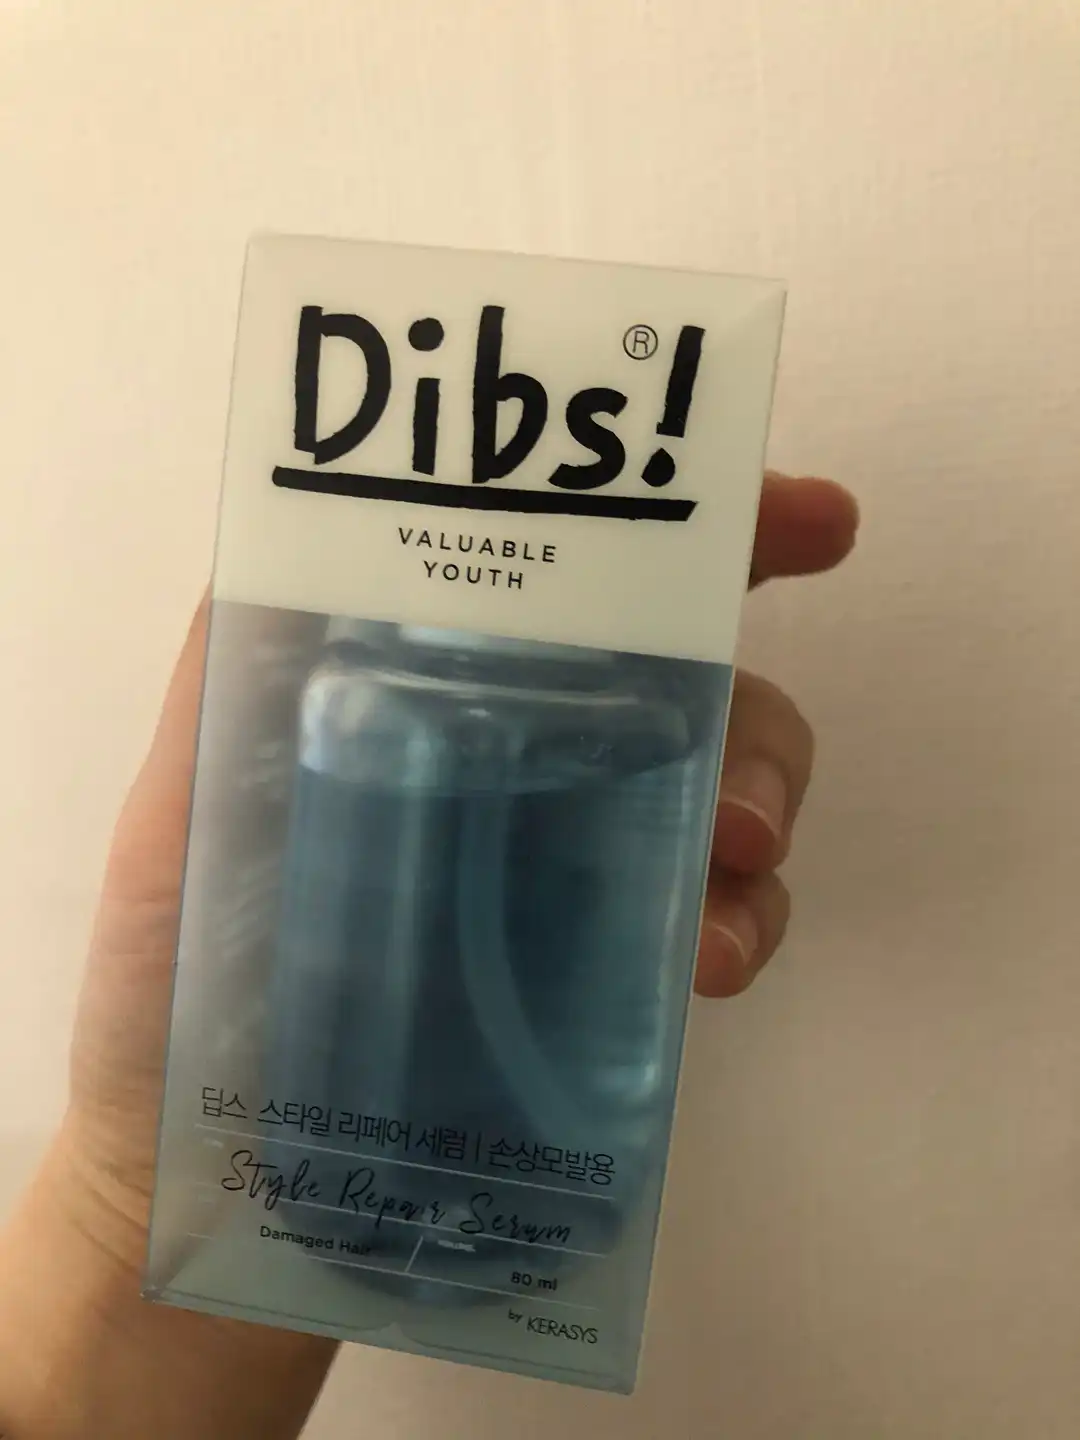 Dibs!®
VALUABLE
YOUTH
딥스 스타일 리페어 세럼 | 손상모발용
Style Repair Serum
Damaged Hair
80 ml
by KERASYS